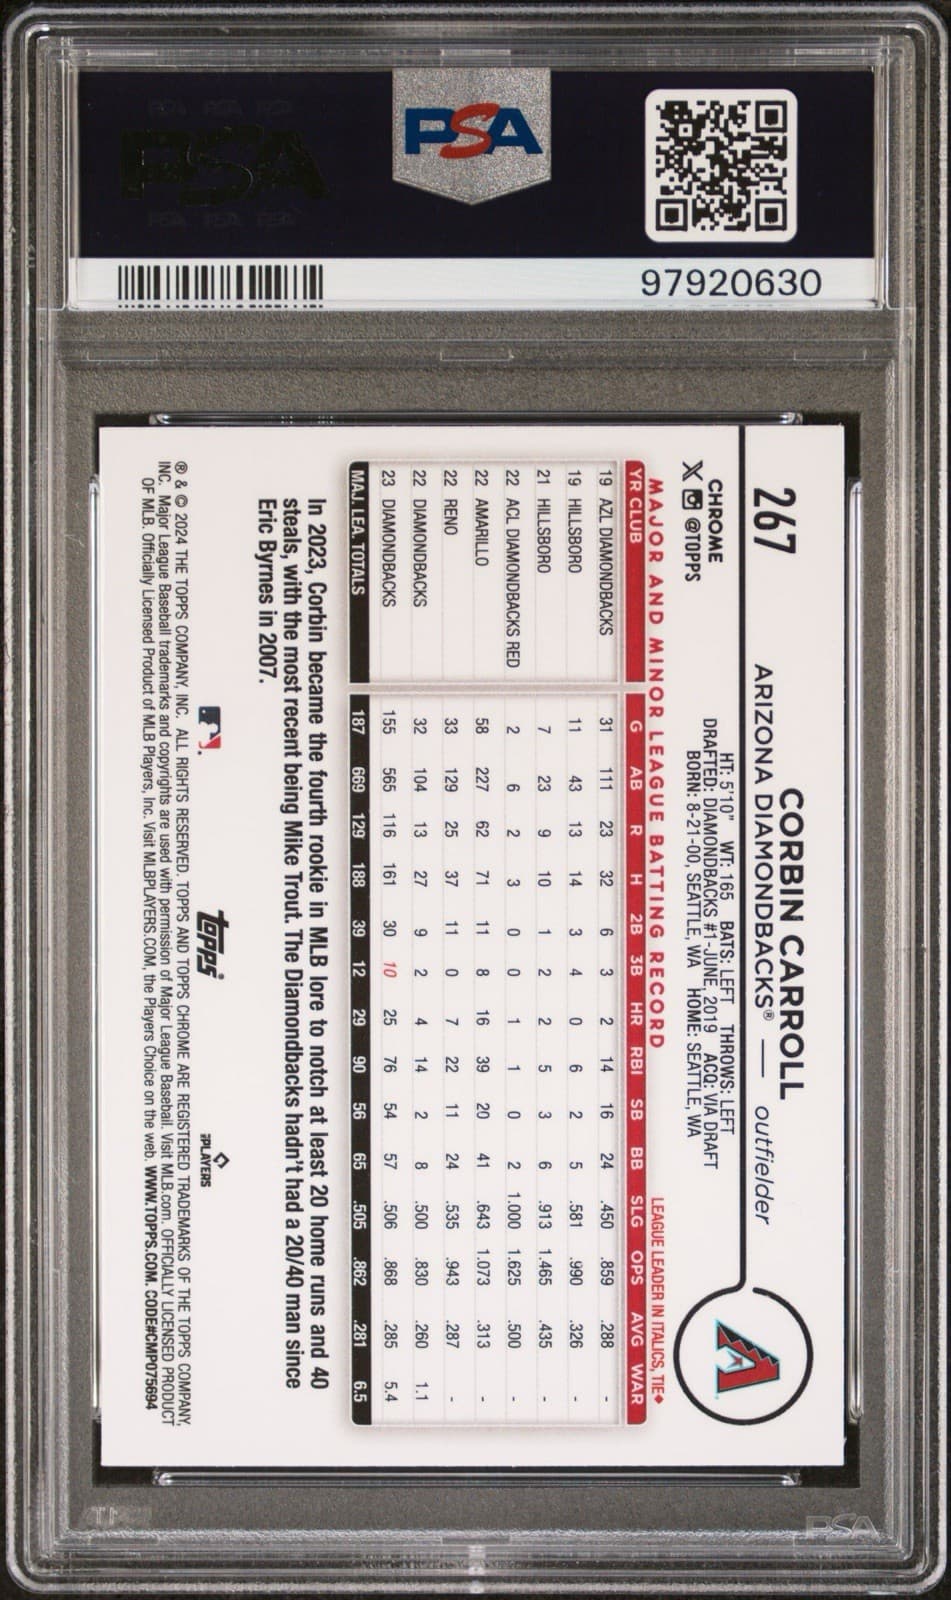 PSA
97920630
267
CORBIN CARROLL
ARIZONA DIAMONDBACKS® — outfielder
CHROME
@TOPPS
HT: 5'10" WT: 165 BATS: LEFT THROWS: LEFT
DRAFTED: DIAMONDBACKS #1-JUNE, 2019 ACQ: VIA DRAFT
BORN: 8-21-00, SEATTLE, WA HOME: SEATTLE, WA
MAJOR AND MINOR LEAGUE BATTING RECORD LEAGUE LEADER IN ITALICS, TIE♦
YR CLUB G AB R H 2B 3B HR RBI SB BB SLG OPS AVG WAR
19 AZL DIAMONDBACKS 31 111 23 32 6 3 2 14 16 24 .450 .859 .288 -
19 HILLSBORO 11 43 13 14 3 4 0 6 2 5 .581 .990 .326 -
21 HILLSBORO 7 23 9 10 1 2 2 5 3 6 .913 1.465 .435 -
22 ACL DIAMONDBACKS RED 2 6 2 3 0 0 1 1 0 2 1.000 1.625 .500 -
22 AMARILLO 58 227 62 71 11 8 16 39 20 41 .643 1.073 .313 -
22 RENO 33 129 25 37 11 0 7 22 11 24 .535 .943 .287 -
22 DIAMONDBACKS 32 104 13 27 9 2 4 14 2 8 .500 .830 .260 1.1
23 DIAMONDBACKS 155 565 116 161 30 10 25 76 54 57 .506 .868 .285 5.4
MAJ. LEA. TOTALS 187 669 129 188 39 12 29 90 56 65 .505 .862 .281 6.5
In 2023, Corbin became the fourth rookie in MLB lore to notch at least 20 home runs and 40
steals, with the most recent being Mike Trout. The Diamondbacks hadn't had a 20/40 man since
Eric Byrnes in 2007.
topps
PLAYERS
® & © 2024 THE TOPPS COMPANY, INC. ALL RIGHTS RESERVED. TOPPS AND TOPPS CHROME ARE REGISTERED TRADEMARKS OF THE TOPPS COMPANY,
INC. Major League Baseball trademarks and copyrights are used with permission of Major League Baseball. Visit MLB.com. OFFICIALLY LICENSED PRODUCT
OF MLB. Officially Licensed Product of MLB Players, Inc. Visit MLBPLAYERS.COM, the Players Choice on the web. WWW.TOPPS.COM. CODE#CMP075694
PSA